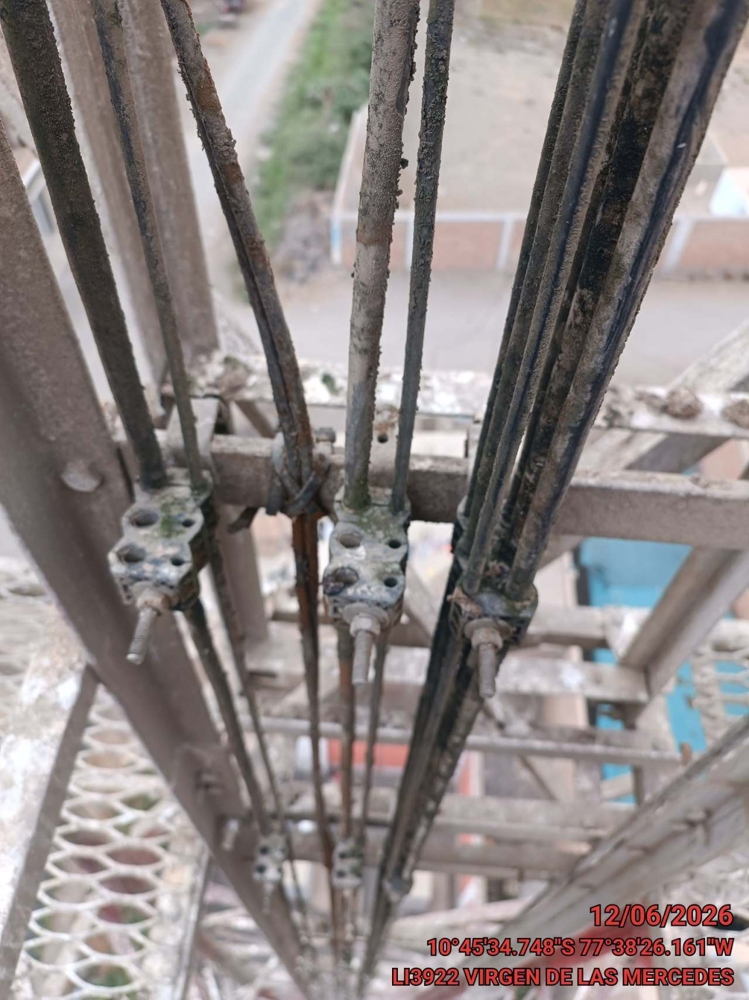 12/06/2026
10°45'34.748"S 77°38'26.161"W
LI3922 VIRGEN DE LAS MERCEDES